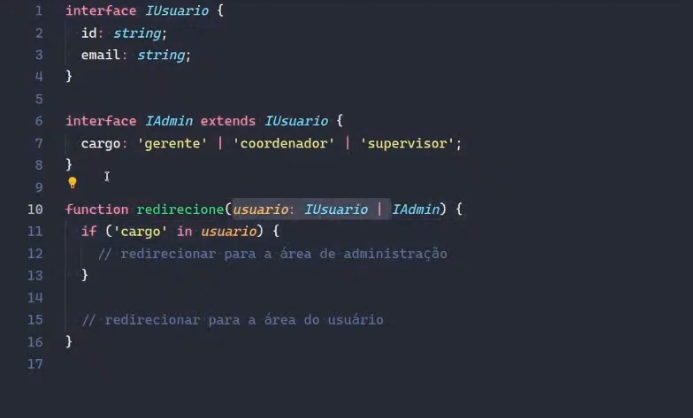 1 interface IUsuario {
2   id: string;
3   email: string;
4 }
5
6 interface IAdmin extends IUsuario {
7   cargo: 'gerente' | 'coordenador' | 'supervisor';
8 }
9
10 function redirecione(usuario: IUsuario | IAdmin) {
11   if ('cargo' in usuario) {
12     // redirecionar para a área de administração
13   }
14
15   // redirecionar para a área do usuário
16 }
17